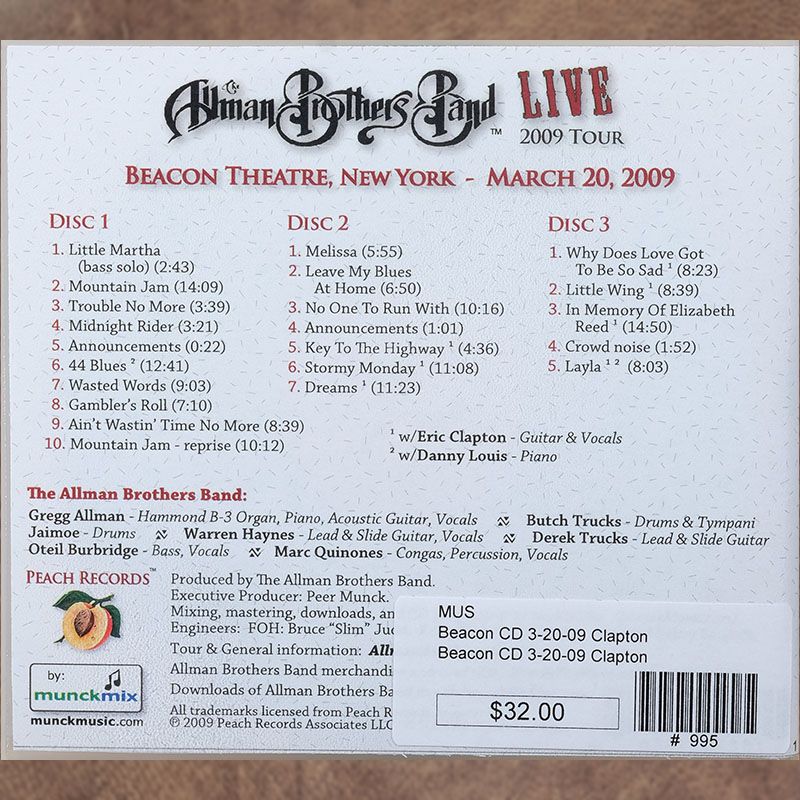 The Allman Brothers Band™ LIVE
2009 TOUR
BEACON THEATRE, NEW YORK - MARCH 20, 2009
DISC 1
1. Little Martha
(bass solo) (2:43)
2. Mountain Jam (14:09)
3. Trouble No More (3:39)
4. Midnight Rider (3:21)
5. Announcements (0:22)
6. 44 Blues ² (12:41)
7. Wasted Words (9:03)
8. Gambler's Roll (7:10)
9. Ain't Wastin' Time No More (8:39)
10. Mountain Jam - reprise (10:12)
DISC 2
1. Melissa (5:55)
2. Leave My Blues
At Home (6:50)
3. No One To Run With (10:16)
4. Announcements (1:01)
5. Key To The Highway ¹ (4:36)
6. Stormy Monday ¹ (11:08)
7. Dreams ¹ (11:23)
DISC 3
1. Why Does Love Got
To Be So Sad ¹ (8:23)
2. Little Wing ¹ (8:39)
3. In Memory Of Elizabeth
Reed ¹ (14:50)
4. Crowd noise (1:52)
5. Layla ¹ ² (8:03)
¹ w/Eric Clapton - Guitar & Vocals
² w/Danny Louis - Piano
The Allman Brothers Band:
Gregg Allman - Hammond B-3 Organ, Piano, Acoustic Guitar, Vocals Butch Trucks - Drums & Tympani
Jaimoe - Drums Warren Haynes - Lead & Slide Guitar, Vocals Derek Trucks - Lead & Slide Guitar
Oteil Burbridge - Bass, Vocals Marc Quinones - Congas, Percussion, Vocals
PEACH RECORDS™
by:
munckmix
munckmusic.com
Produced by The Allman Brothers Band.
Executive Producer: Peer Munck.
Mixing, mastering, downloads, an
Engineers: FOH: Bruce "Slim" Jud
Tour & General information: All
Allman Brothers Band merchandi
Downloads of Allman Brothers Ba
All trademarks licensed from Peach R
℗ 2009 Peach Records Associates LLC
MUS
Beacon CD 3-20-09 Clapton
Beacon CD 3-20-09 Clapton
$32.00
# 995